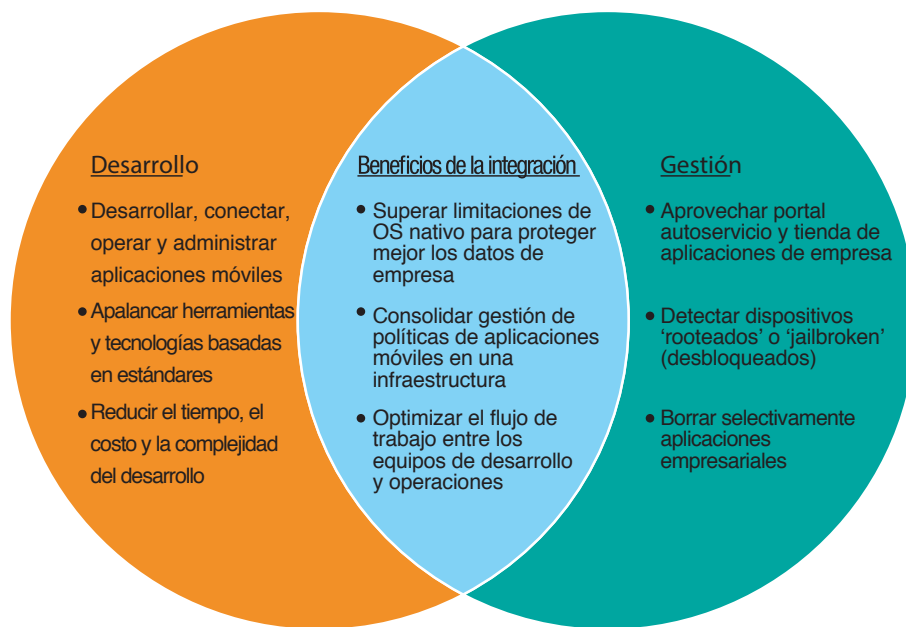 Desarrollo
• Desarrollar, conectar,
operar y administrar
aplicaciones móviles
• Apalancar herramientas
y tecnologías basadas
en estándares
• Reducir el tiempo, el
costo y la complejidad
del desarrollo
Beneficios de la integración
• Superar limitaciones de
OS nativo para proteger
mejor los datos de
empresa
• Consolidar gestión de
políticas de aplicaciones
móviles en una
infraestructura
• Optimizar el flujo de
trabajo entre los
equipos de desarrollo
y operaciones
Gestión
• Aprovechar portal
autoservicio y tienda de
aplicaciones de empresa
• Detectar dispositivos
‘rooteados’ o ‘jailbroken’
(desbloqueados)
• Borrar selectivamente
aplicaciones
empresariales